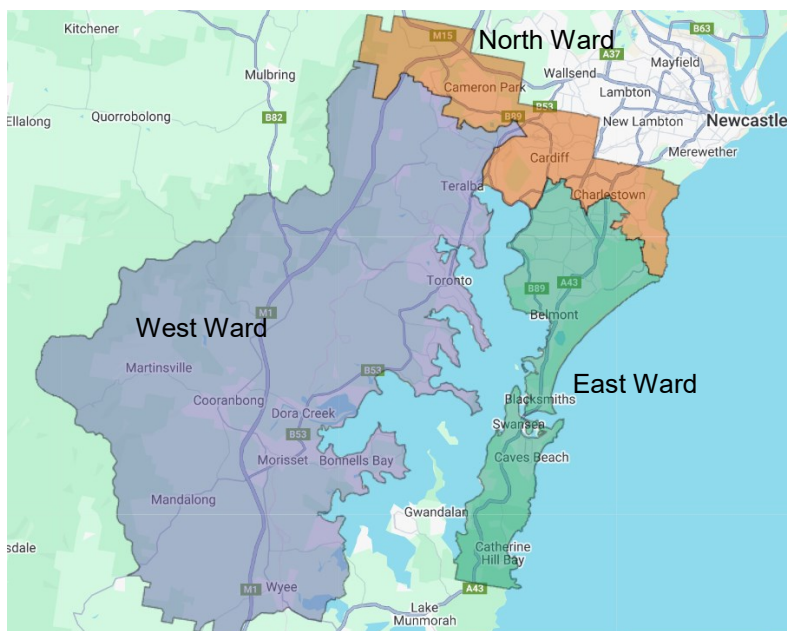 Kitchener
M15
North Ward
B63
A37
Mayfield
Mulbring
Wallsend
Cameron Park
Lambton
Ellalong
Quorrobolong
B82
B53
B89
New Lambton
Newcastle
Merewether
Cardiff
Teralba
Charlestown
Toronto
B89
A43
M1
Belmont
West Ward
Martinsville
B53
East Ward
Cooranbong
Blacksmiths
Dora Creek
Swansea
B53
Morisset
Bonnells Bay
Caves Beach
Mandalong
Gwandalan
sdale
Catherine
Hill Bay
M1
Wyee
A43
Lake
Munmorah